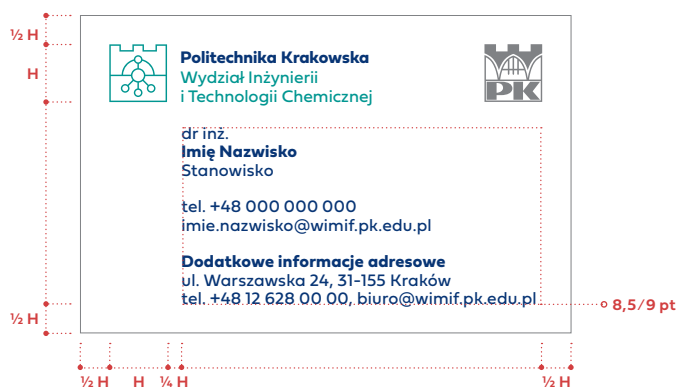 ½ H
H
Politechnika Krakowska
Wydział Inżynierii
i Technologii Chemicznej
PK
dr inż.
Imię Nazwisko
Stanowisko
tel. +48 000 000 000
imie.nazwisko@wimif.pk.edu.pl
Dodatkowe informacje adresowe
ul. Warszawska 24, 31-155 Kraków
tel. +48 12 628 00 00, biuro@wimif.pk.edu.pl
½ H
8,5/9 pt
½ H H ¼ H ½ H